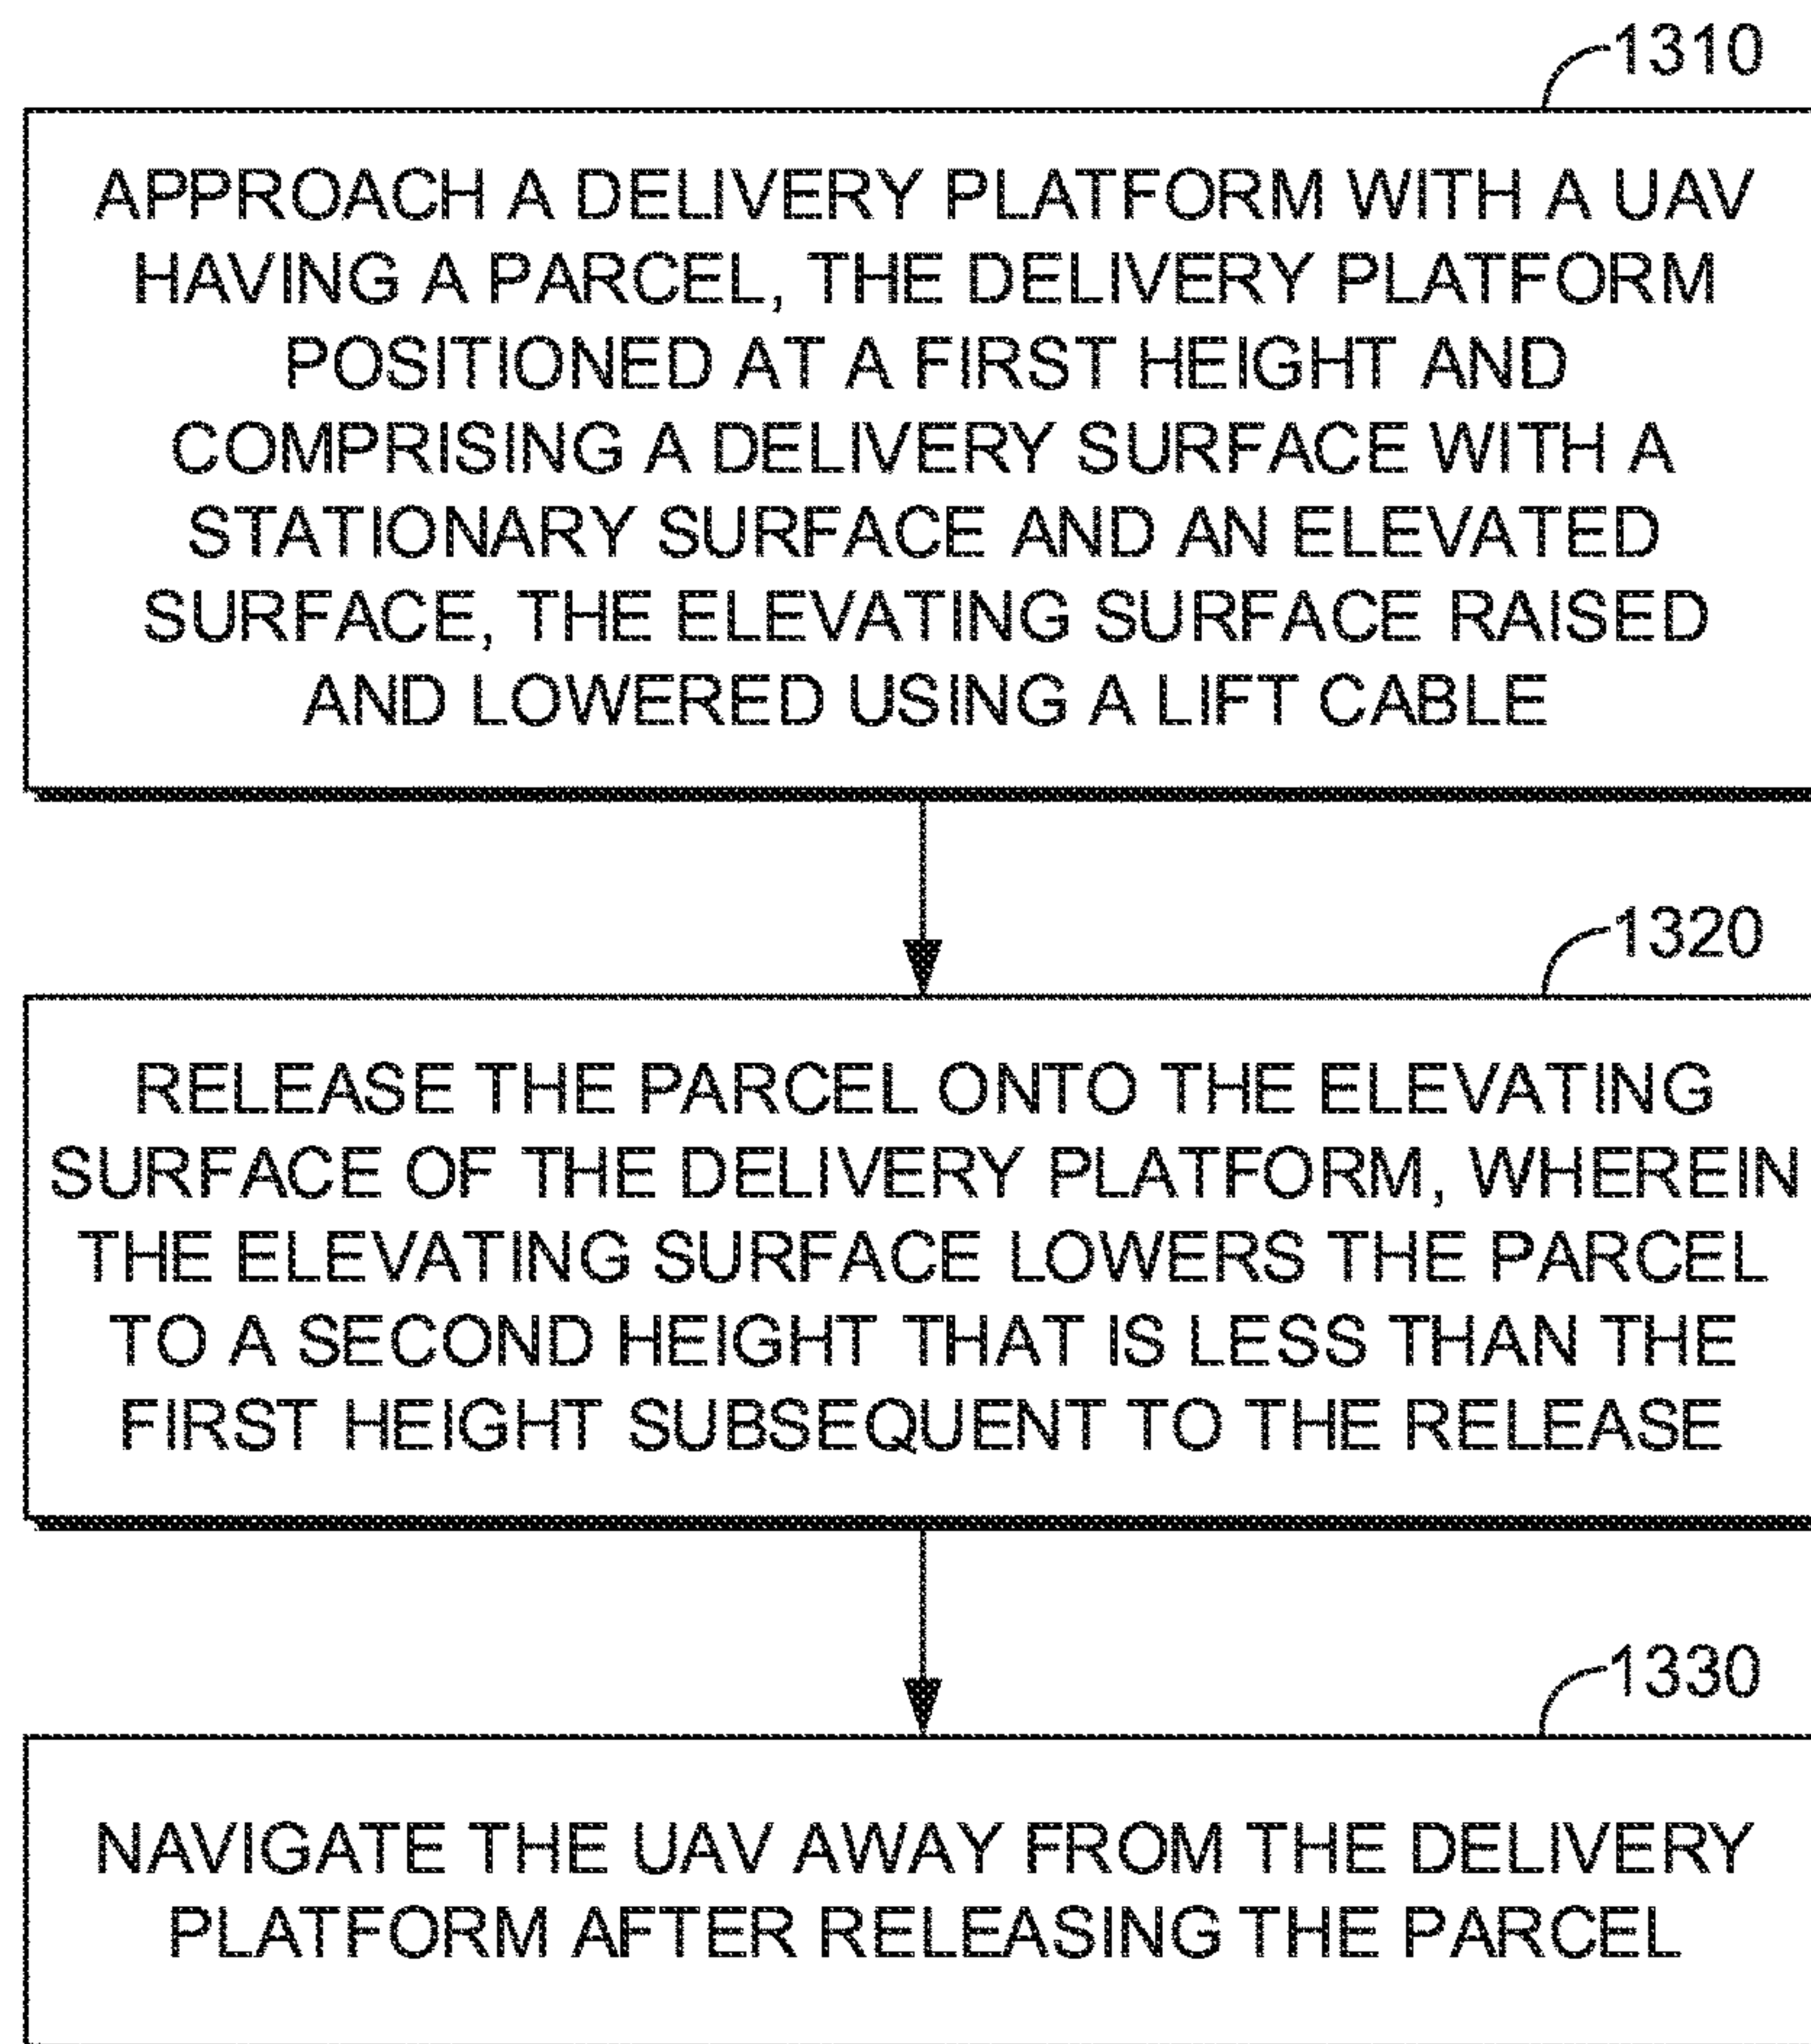 1310
APPROACH A DELIVERY PLATFORM WITH A UAV
HAVING A PARCEL, THE DELIVERY PLATFORM
POSITIONED AT A FIRST HEIGHT AND
COMPRISING A DELIVERY SURFACE WITH A
STATIONARY SURFACE AND AN ELEVATED
SURFACE, THE ELEVATING SURFACE RAISED
AND LOWERED USING A LIFT CABLE
1320
RELEASE THE PARCEL ONTO THE ELEVATING
SURFACE OF THE DELIVERY PLATFORM, WHEREIN
THE ELEVATING SURFACE LOWERS THE PARCEL
TO A SECOND HEIGHT THAT IS LESS THAN THE
FIRST HEIGHT SUBSEQUENT TO THE RELEASE
1330
NAVIGATE THE UAV AWAY FROM THE DELIVERY
PLATFORM AFTER RELEASING THE PARCEL